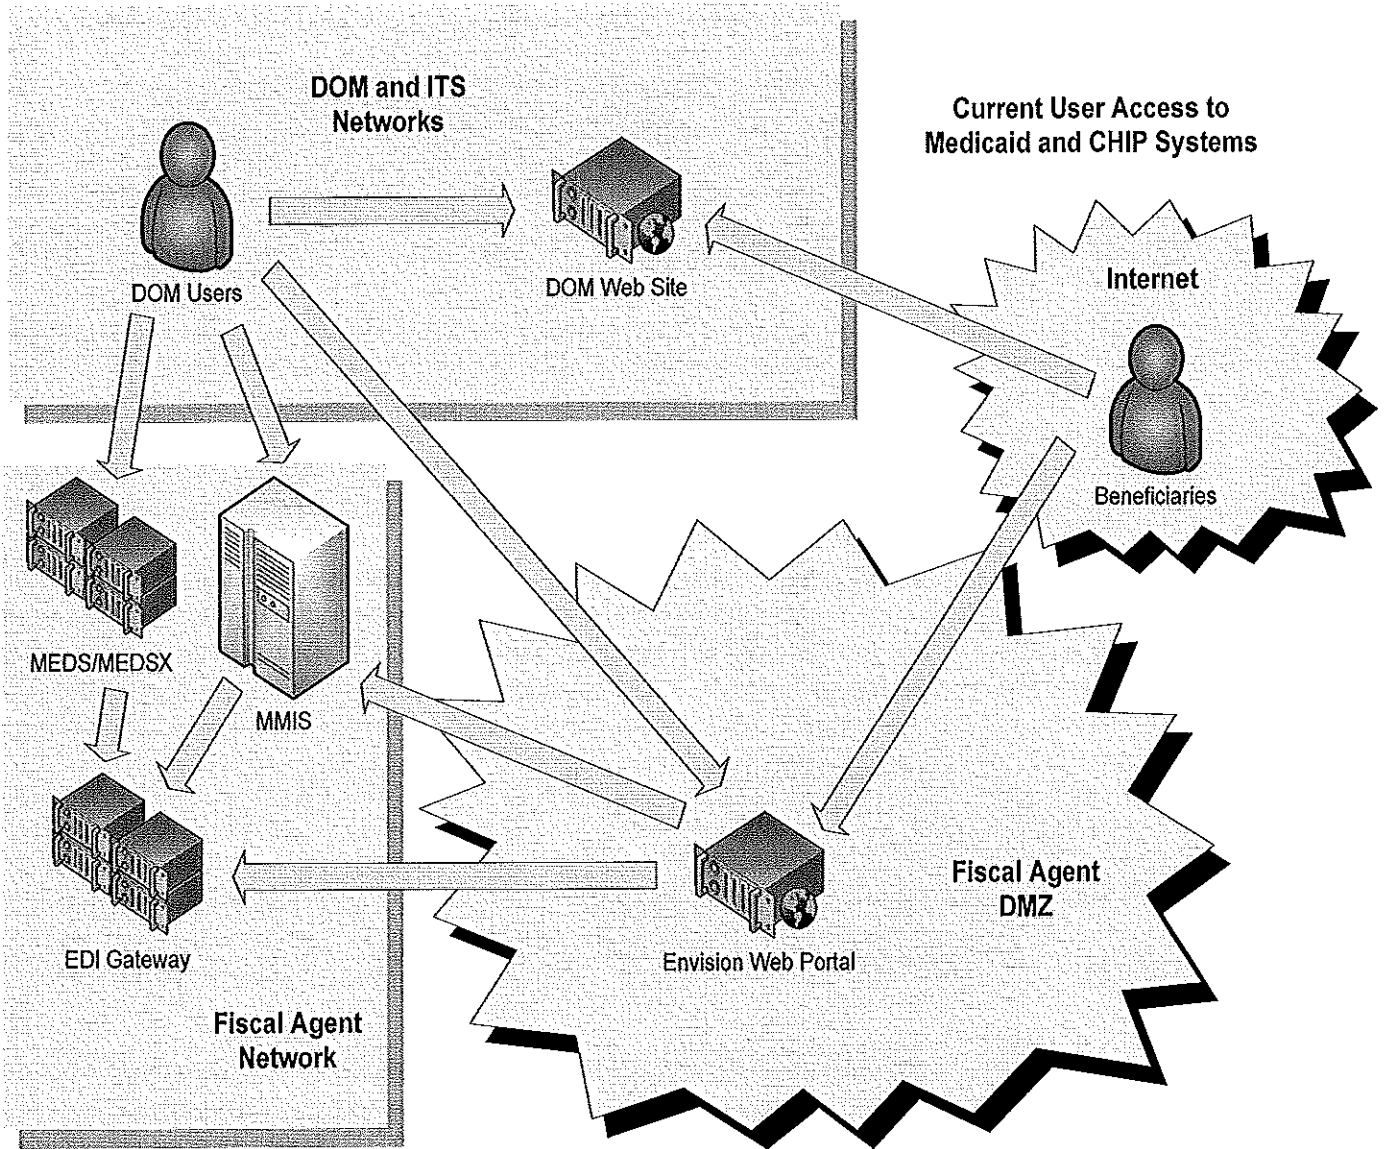 DOM and ITS
Networks
Current User Access to
Medicaid and CHIP Systems
DOM Users
DOM Web Site
Internet
Beneficiaries
MEDS/MEDSX
MMIS
EDI Gateway
Fiscal Agent
Network
Envision Web Portal
Fiscal Agent
DMZ